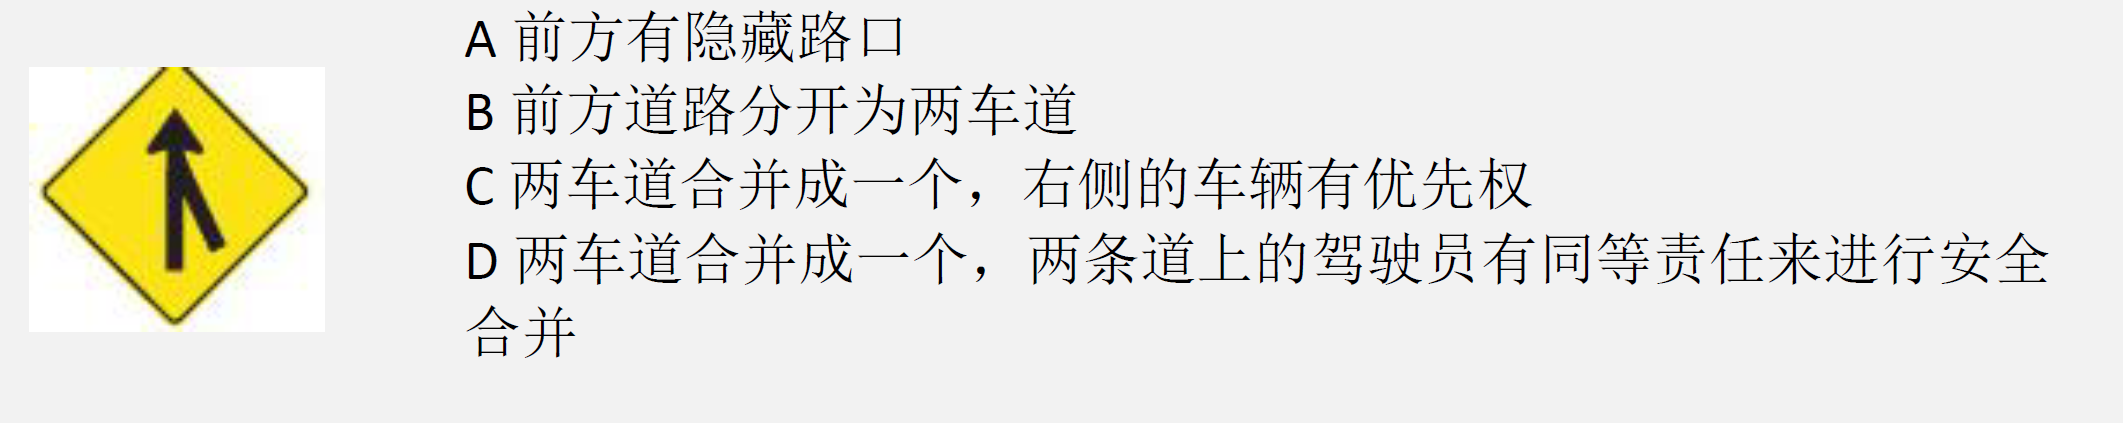 A 前方有隐藏路口
B 前方道路分开为两车道
C 两车道合并成一个，右侧的车辆有优先权
D 两车道合并成一个，两条道上的驾驶员有同等责任来进行安全
合并